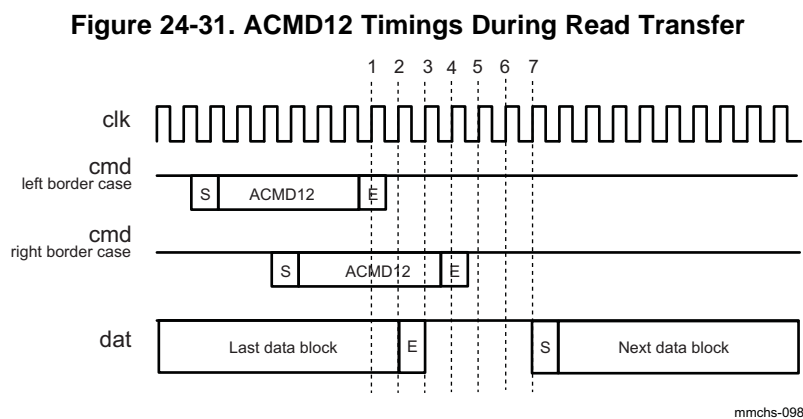 Figure 24-31. ACMD12 Timings During Read Transfer
1 2 3 4 5 6 7
clk
cmd
left border case
S ACMD12 E
cmd
right border case
S ACMD12 E
dat
Last data block E S Next data block
mmchs-098